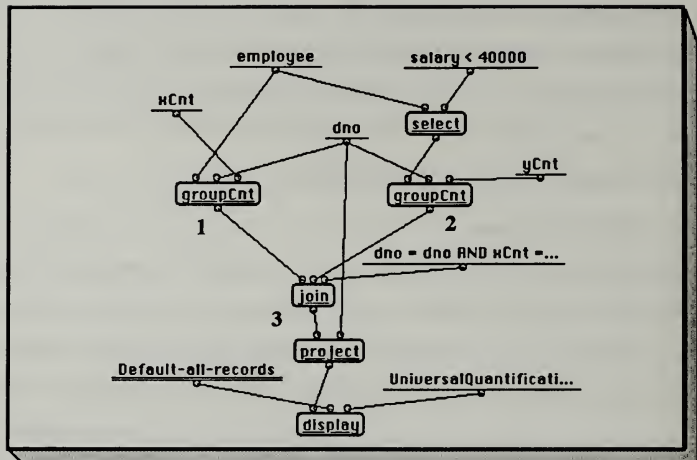 employee
salary < 40000
xCnt
select
dno
yCnt
groupCnt
groupCnt
1
2
dno = dno AND xCnt =...
join
3
project
Default-all-records
UniversalQuantificati...
display